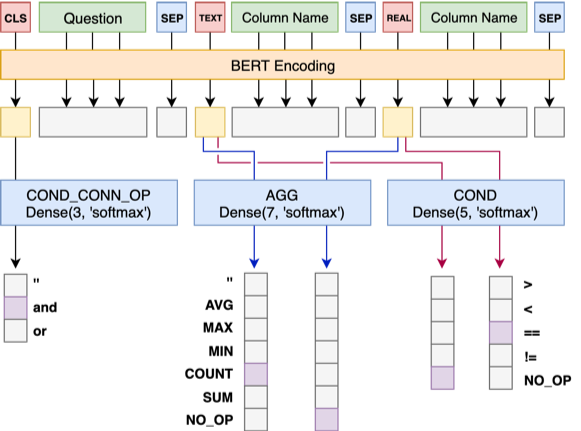 CLS Question SEP TEXT Column Name SEP REAL Column Name SEP
BERT Encoding
COND_CONN_OP
Dense(3, 'softmax')
AGG
Dense(7, 'softmax')
COND
Dense(5, 'softmax')
"
and
or
"
AVG
MAX
MIN
COUNT
SUM
NO_OP
>
<
==
!=
NO_OP